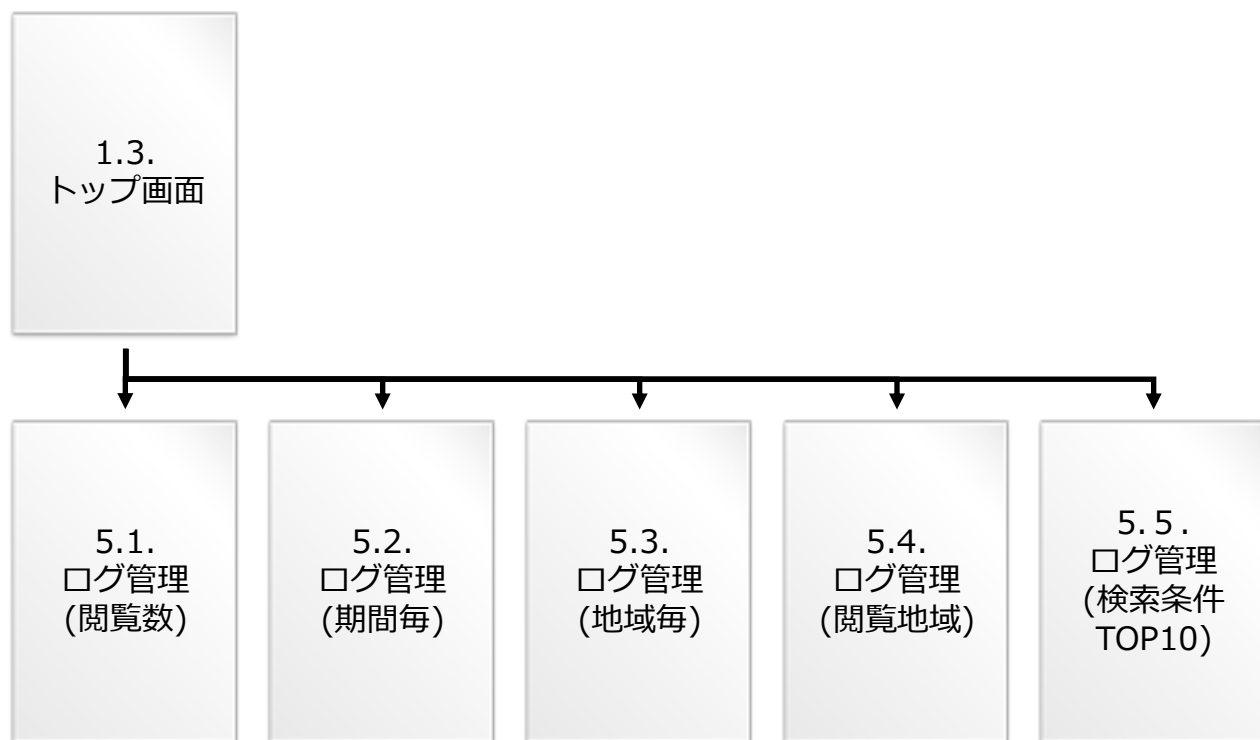 1.3.
トップ画面
5.1.
ログ管理
(閲覧数)
5.2.
ログ管理
(期間毎)
5.3.
ログ管理
(地域毎)
5.4.
ログ管理
(閲覧地域)
5.５.
ログ管理
(検索条件
TOP10)